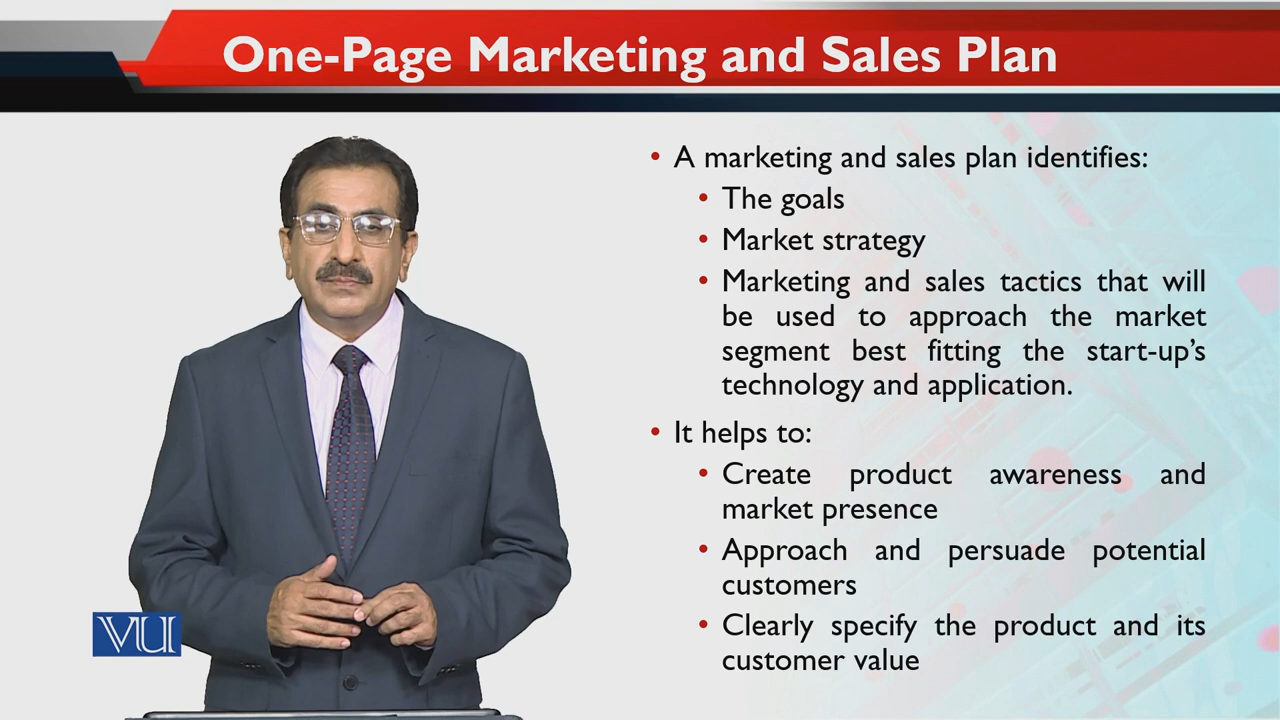 One-Page Marketing and Sales Plan
• A marketing and sales plan identifies:
• The goals
• Market strategy
• Marketing and sales tactics that will
be used to approach the market
segment best fitting the start-up’s
technology and application.
• It helps to:
• Create product awareness and
market presence
• Approach and persuade potential
customers
• Clearly specify the product and its
customer value
VU